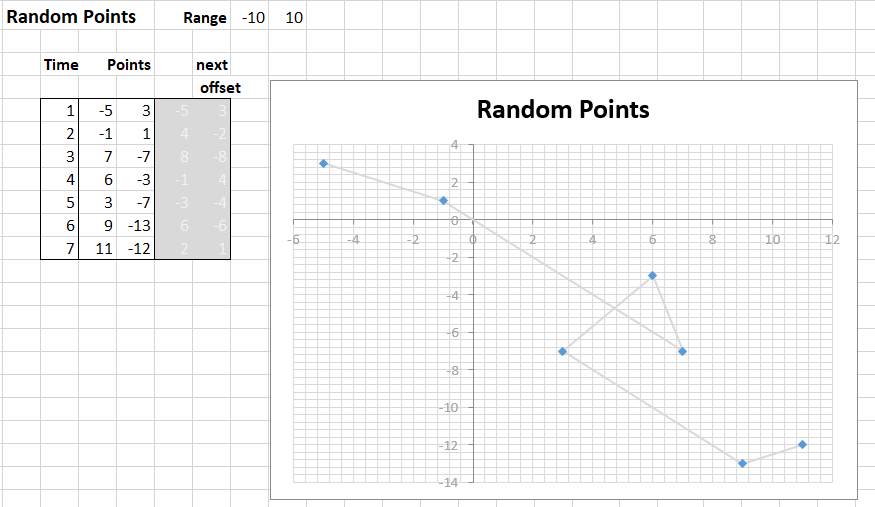 Random Points Range -10 10
Time Points next
offset
1 -5 3 -5 3
2 -1 1 4 -2
3 7 -7 8 -8
4 6 -3 -1 4
5 3 -7 -3 -4
6 9 -13 6 -6
7 11 -12 2 1
Random Points
4
2
0
-6 -4 -2 0 2 4 6 8 10 12
-2
-4
-6
-8
-10
-12
-14